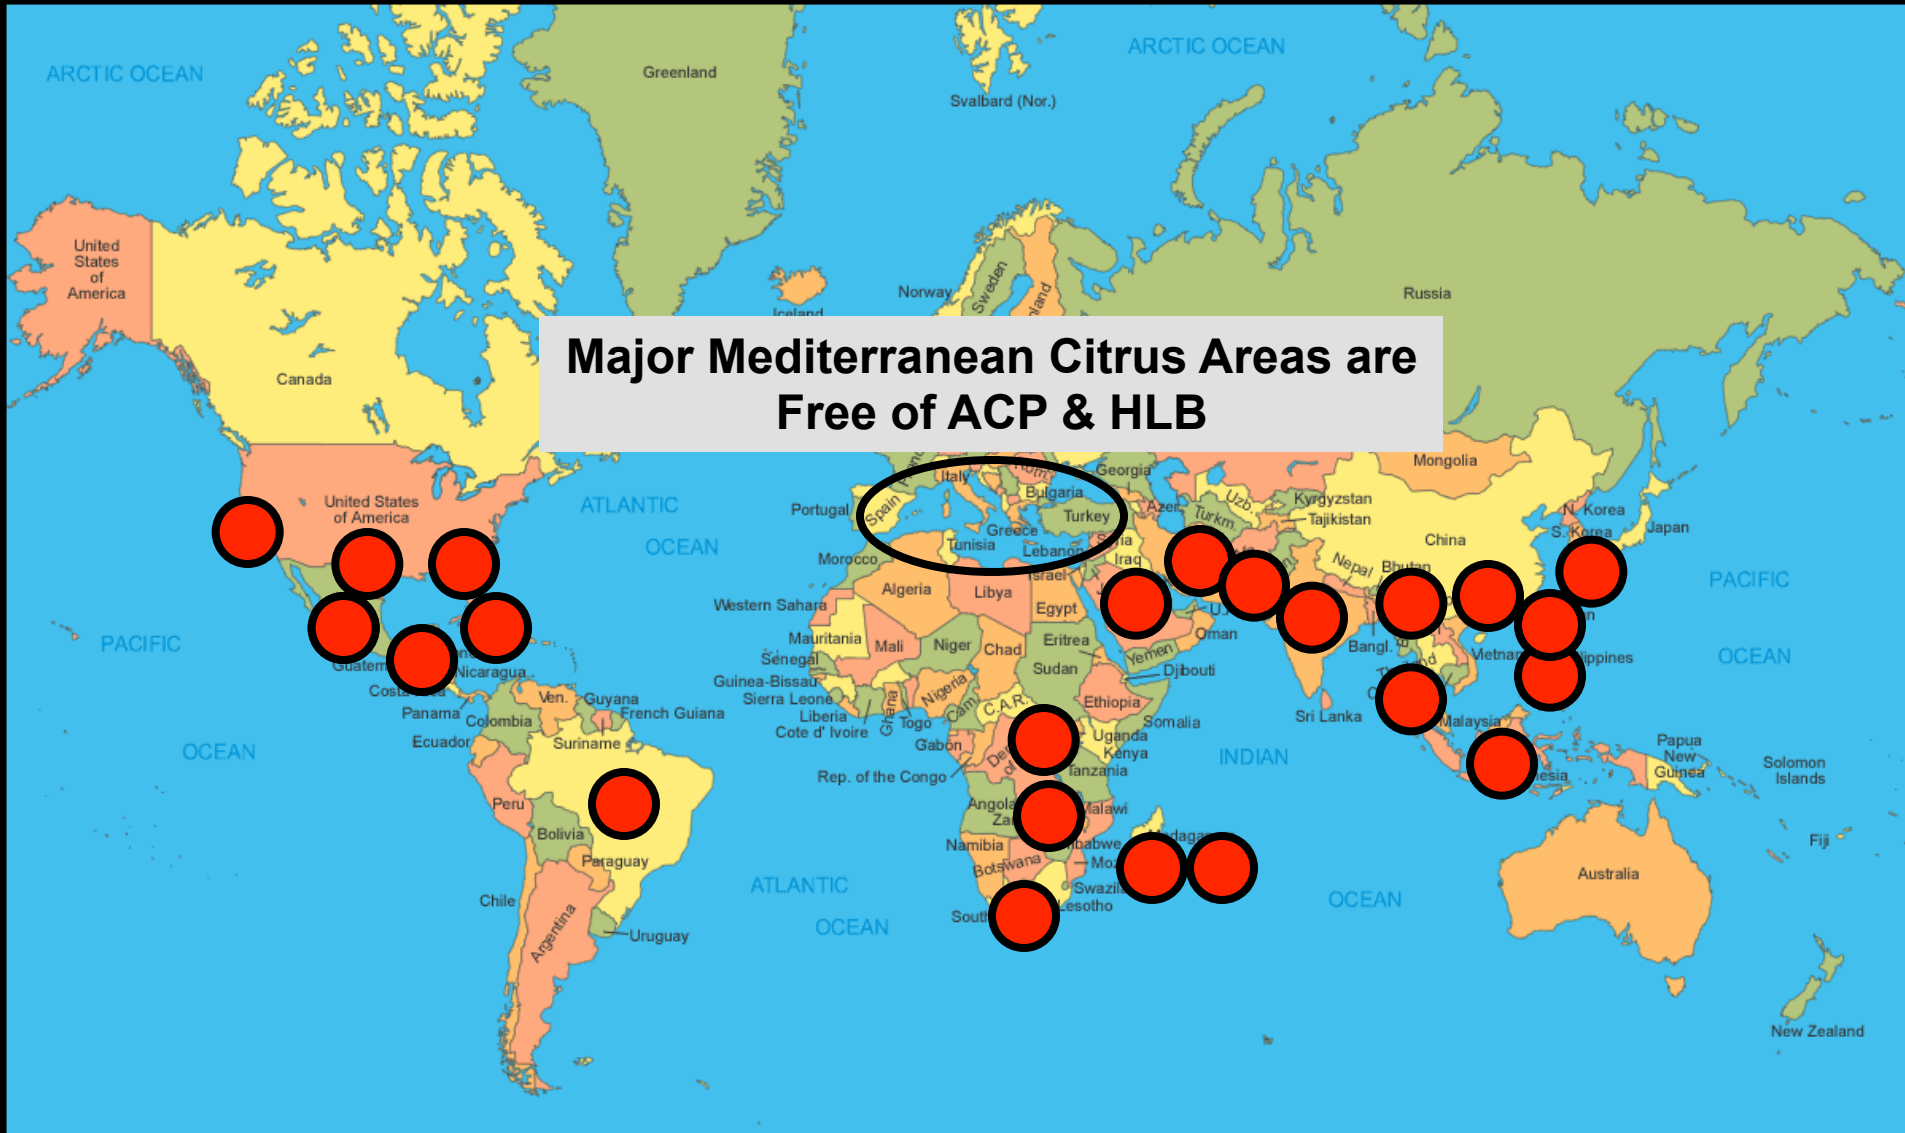 ARCTIC OCEAN
ARCTIC OCEAN
Greenland
Svalbard (Nor.)
United
States
of
America
Norway
Sweden
Russia
Canada
Major Mediterranean Citrus Areas are
Free of ACP & HLB
Mongolia
Italy
Georgia
Bulgaria
Uzb.
Kyrgyzstan
Tajikistan
United States
of America
ATLANTIC
OCEAN
Portugal
Spain
Turkey
Azer.
Turkm.
N. Korea
S. Korea
Japan
Greece
Tunisia
Lebanon
China
Morocco
Iraq
Nepal
Bhutan
Israel
PACIFIC
OCEAN
Algeria
Libya
Egypt
Western Sahara
Mauritania
Mali
Niger
Chad
Eritrea
Sudan
Oman
Yemen
Djibouti
Bangl.
Vietnam
PACIFIC
OCEAN
Senegal
Guinea-Bissau
Sierra Leone
Liberia
Cote d' Ivoire
Ghana
Togo
Nigeria
Cam.
C.A.R.
Ethiopia
Somalia
Sri Lanka
Malaysia
Nicaragua
Panama
Ven.
Guyana
French Guiana
Colombia
Suriname
Ecuador
Gabon
Rep. of the Congo
Uganda
Kenya
Tanzania
INDIAN
OCEAN
Papua
New
Guinea
Solomon
Islands
Peru
Bolivia
Paraguay
Angola
Malawi
Namibia
Botswana
Chile
Argentina
Uruguay
ATLANTIC
OCEAN
Lesotho
Australia
Fiji
New Zealand